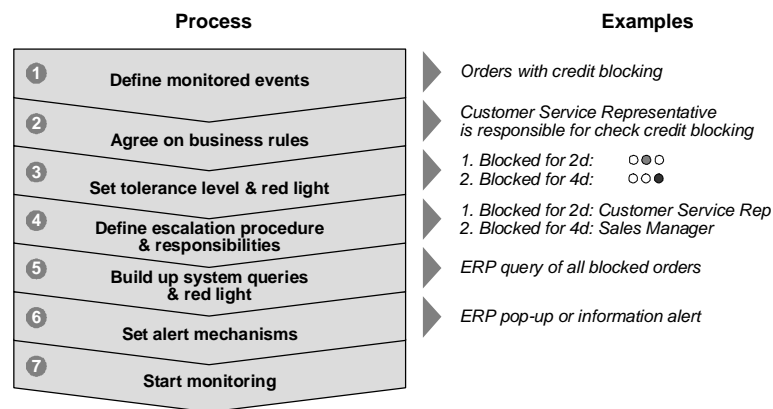 Process
Examples
1
Define monitored events
Orders with credit blocking
2
Agree on business rules
Customer Service Representative
is responsible for check credit blocking
3
Set tolerance level & red light
1. Blocked for 2d:
2. Blocked for 4d:
4
Define escalation procedure
& responsibilities
1. Blocked for 2d: Customer Service Rep
2. Blocked for 4d: Sales Manager
5
Build up system queries
& red light
ERP query of all blocked orders
6
Set alert mechanisms
ERP pop-up or information alert
7
Start monitoring